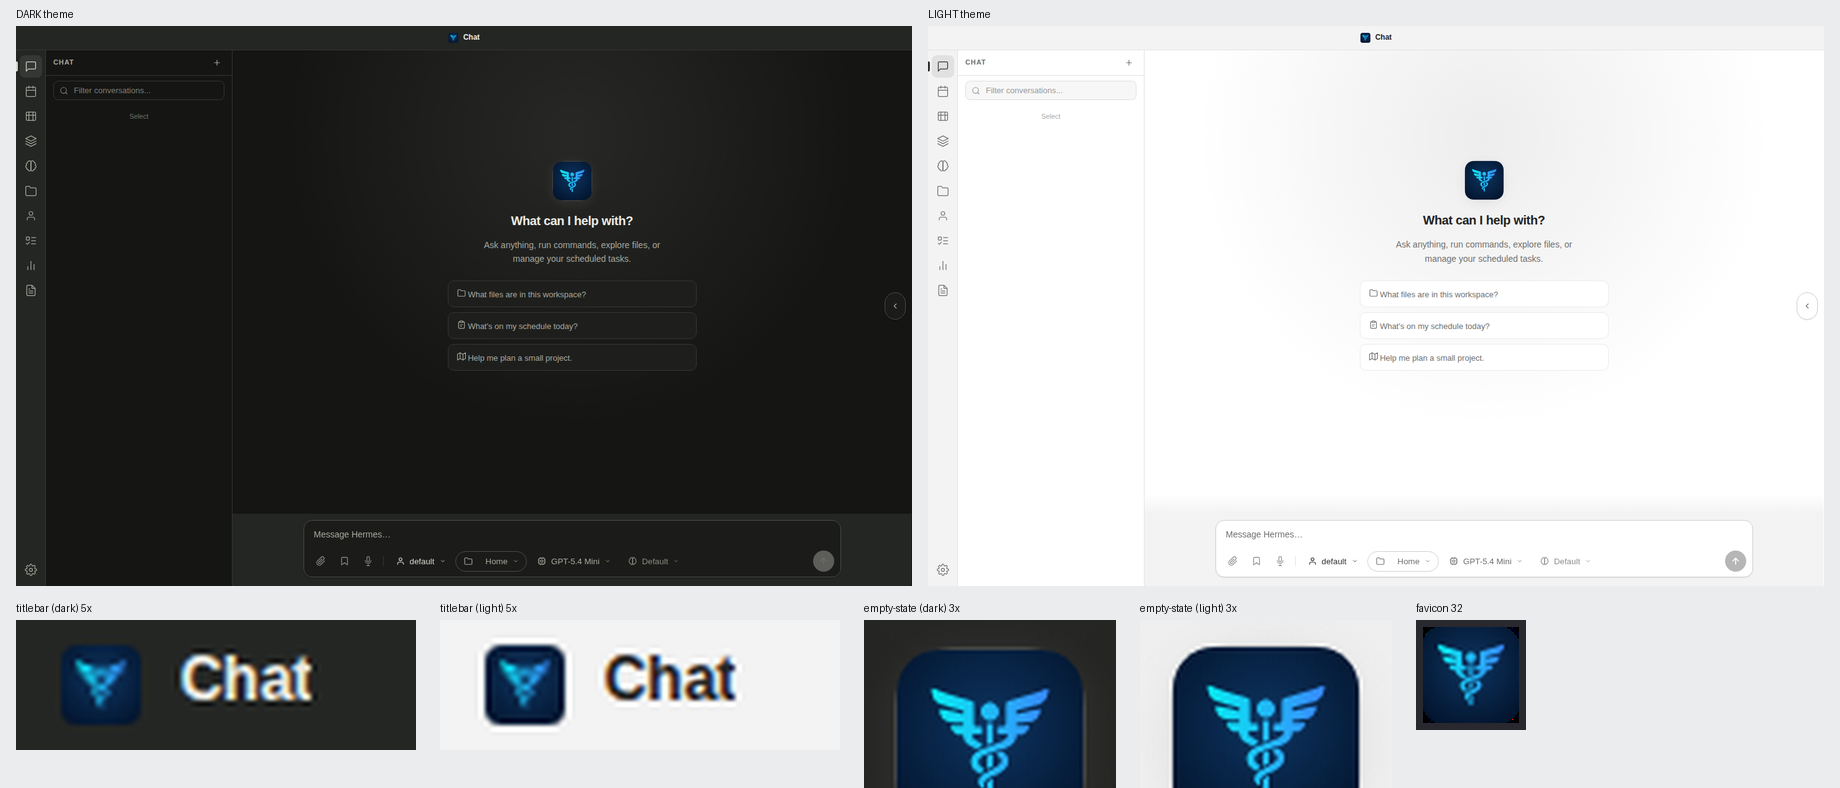 DARK theme
Chat
CHAT
Filter conversations...
Select
What can I help with?
Ask anything, run commands, explore files, or
manage your scheduled tasks.
What files are in this workspace?
What's on my schedule today?
Help me plan a small project.
Message Hermes…
default
Home
GPT-5.4 Mini
Default
LIGHT theme
Chat
CHAT
Filter conversations...
Select
What can I help with?
Ask anything, run commands, explore files, or
manage your scheduled tasks.
What files are in this workspace?
What's on my schedule today?
Help me plan a small project.
Message Hermes…
default
Home
GPT-5.4 Mini
Default
titlebar (dark) 5x
Chat
titlebar (light) 5x
Chat
empty-state (dark) 3x
empty-state (light) 3x
favicon 32